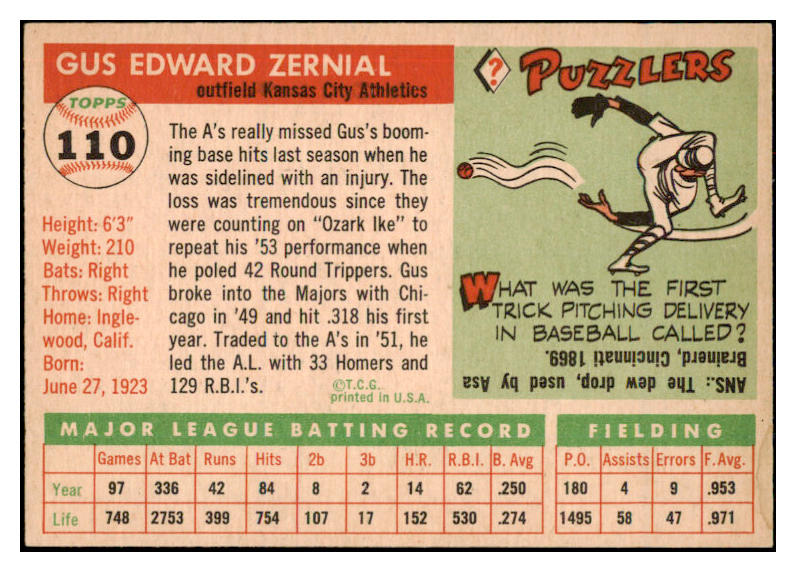 GUS EDWARD ZERNIAL
outfield Kansas City Athletics
TOPPS
110
Height: 6'3"
Weight: 210
Bats: Right
Throws: Right
Home: Ingle-
wood, Calif.
Born:
June 27, 1923
The A's really missed Gus's boom-
ing base hits last season when he
was sidelined with an injury. The
loss was tremendous since they
were counting on "Ozark Ike" to
repeat his '53 performance when
he poled 42 Round Trippers. Gus
broke into the Majors with Chi-
cago in '49 and hit .318 his first
year. Traded to the A's in '51, he
led the A.L. with 33 Homers and
129 R.B.I.'s.
©T.C.G.
printed in U.S.A.
? PUZZLERS
WHAT WAS THE FIRST
TRICK PITCHING DELIVERY
IN BASEBALL CALLED?
ANS.: The dew drop, used by Asa
Brainerd, Cincinnati 1869.
MAJOR LEAGUE BATTING RECORD FIELDING
Games At Bat Runs Hits 2b 3b H.R. R.B.I. B. Avg P.O. Assists Errors F.Avg.
Year 97 336 42 84 8 2 14 62 .250 180 4 9 .953
Life 748 2753 399 754 107 17 152 530 .274 1495 58 47 .971